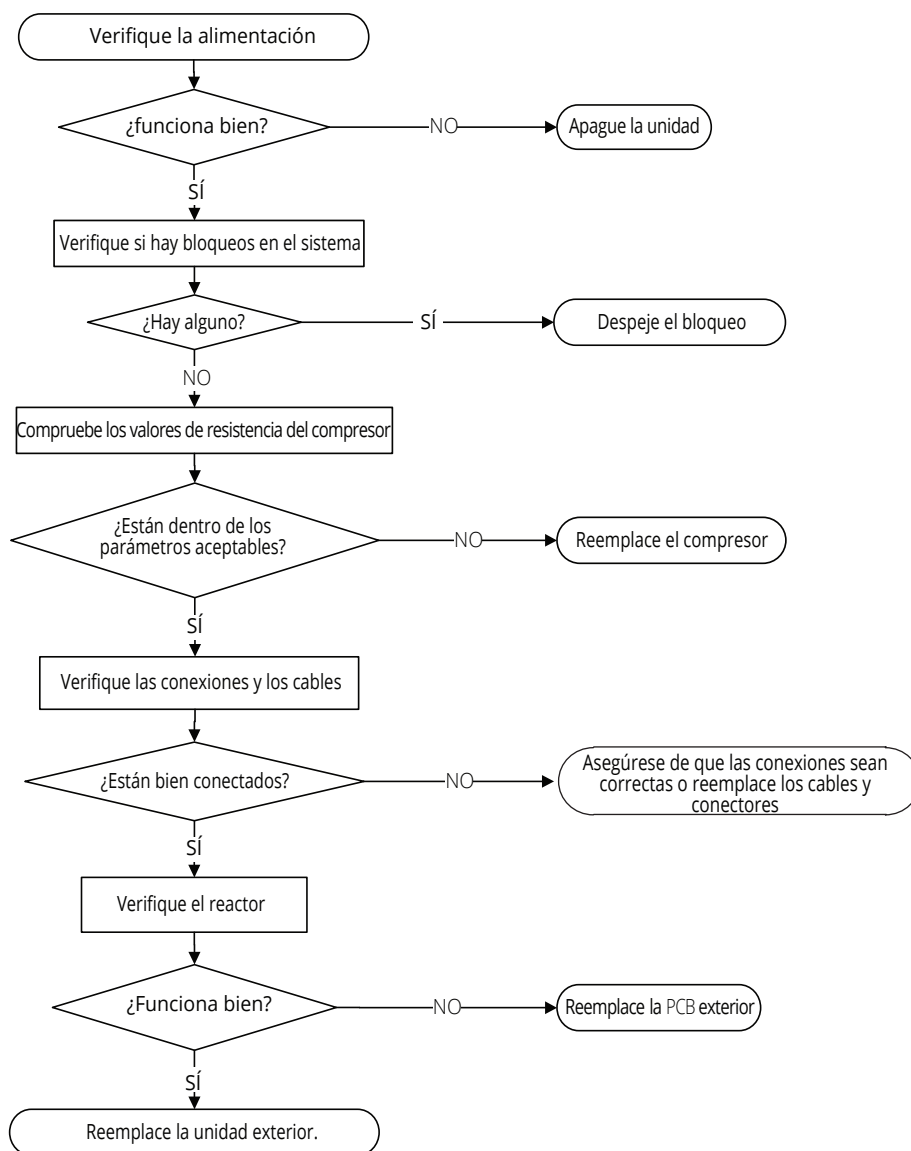 Verifique la alimentación
¿funciona bien?
NO
Apague la unidad
SÍ
Verifique si hay bloqueos en el sistema
¿Hay alguno?
SÍ
Despeje el bloqueo
NO
Compruebe los valores de resistencia del compresor
¿Están dentro de los
parámetros aceptables?
NO
Reemplace el compresor
SÍ
Verifique las conexiones y los cables
¿Están bien conectados?
NO
Asegúrese de que las conexiones sean
correctas o reemplace los cables y
conectores
SÍ
Verifique el reactor
¿Funciona bien?
NO
Reemplace la PCB exterior
SÍ
Reemplace la unidad exterior.